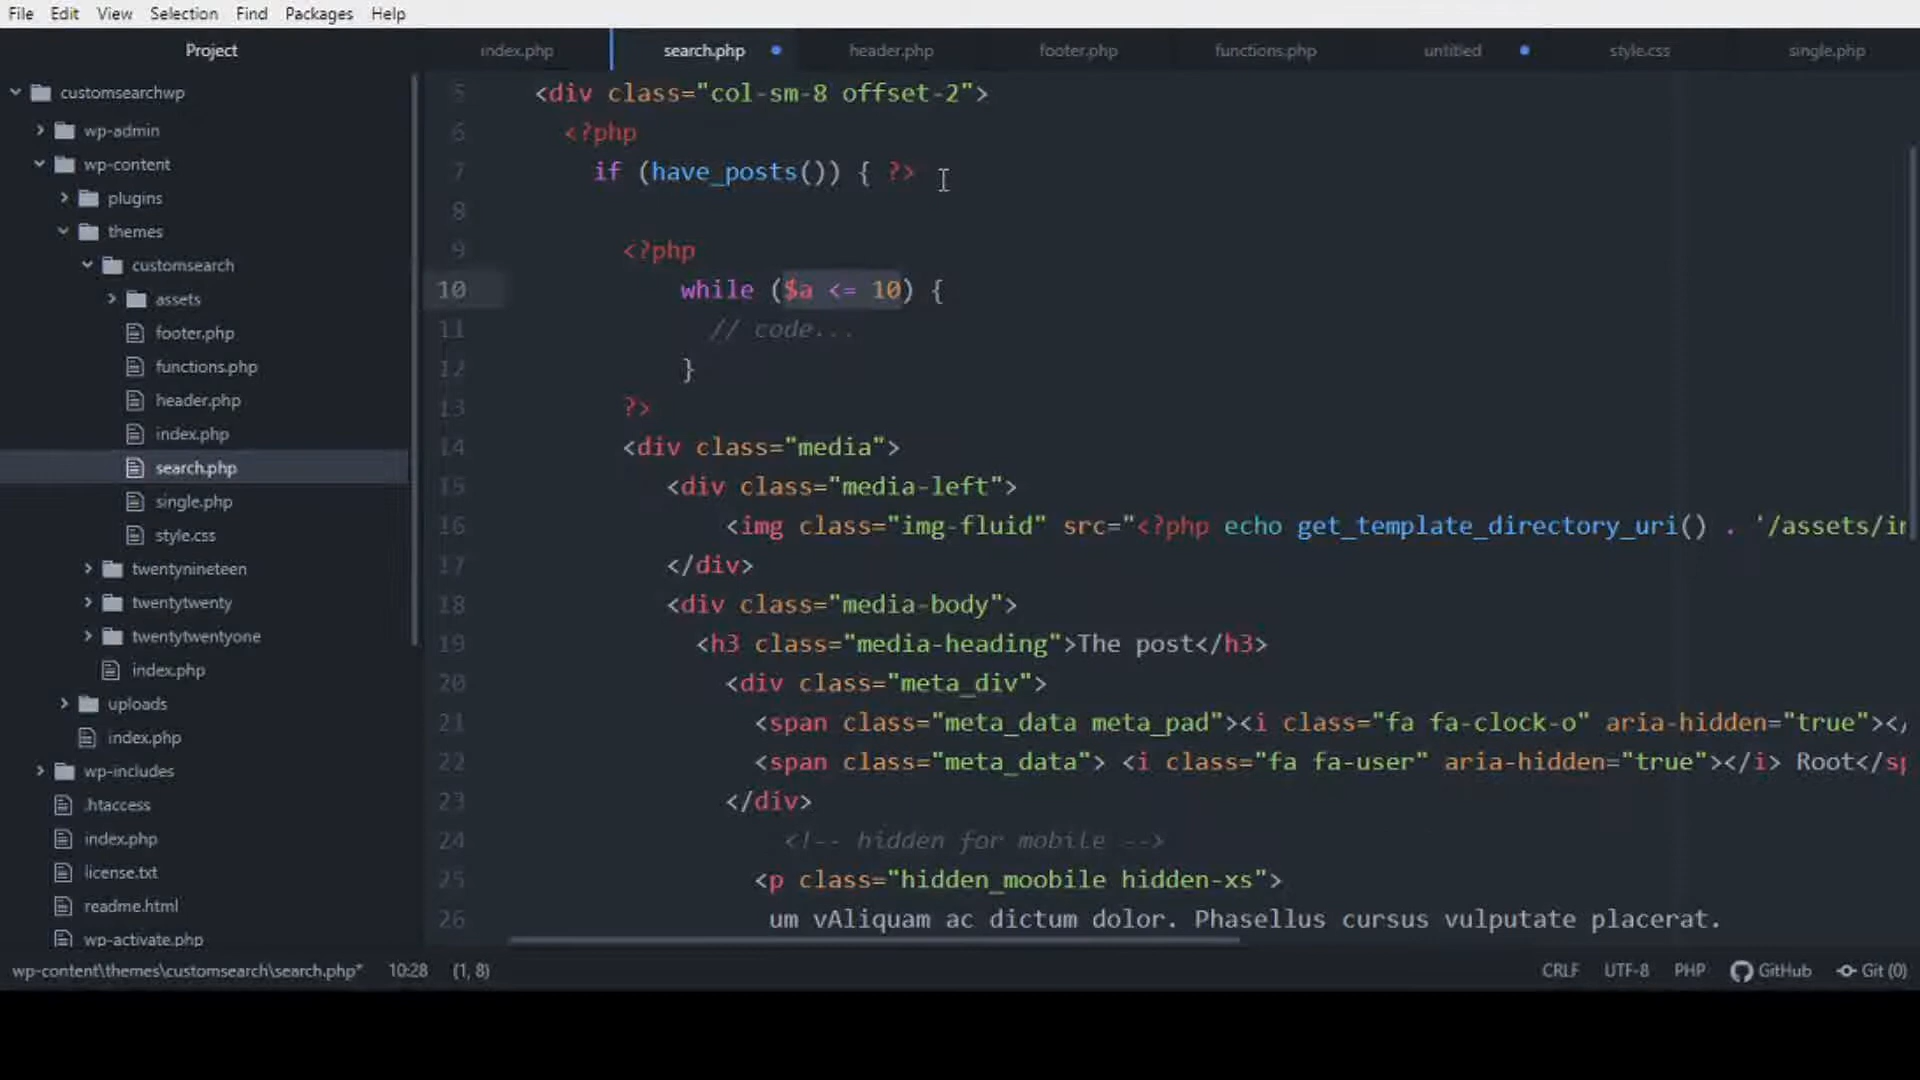 File Edit View Selection Find Packages Help
Project index.php search.php header.php footer.php functions.php untitled style.css single.php
customsearchwp
wp-admin
wp-content
plugins
themes
customsearch
assets
footer.php
functions.php
header.php
index.php
search.php
single.php
style.css
twentynineteen
twentytwenty
twentytwentyone
index.php
uploads
index.php
wp-includes
.htaccess
index.php
license.txt
readme.html
wp-activate.php
5 <div class="col-sm-8 offset-2">
6 <?php
7 if (have_posts()) { ?>
8
9 <?php
10 while ($a <= 10) {
11 // code...
12 }
13 ?>
14 <div class="media">
15 <div class="media-left">
16 <img class="img-fluid" src="<?php echo get_template_directory_uri() . '/assets/
17 </div>
18 <div class="media-body">
19 <h3 class="media-heading">The post</h3>
20 <div class="meta_div">
21 <span class="meta_data meta_pad"><i class="fa fa-clock-o" aria-hidden="true"></
22 <span class="meta_data"> <i class="fa fa-user" aria-hidden="true"></i> Root</sp
23 </div>
24 <!-- hidden for mobile -->
25 <p class="hidden_moobile hidden-xs">
26 um vAliquam ac dictum dolor. Phasellus cursus vulputate placerat.
wp-content\themes\customsearch\search.php* 10:28 (1, 8) CRLF UTF-8 PHP GitHub Git (0)